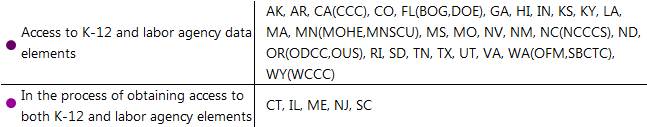 Access to K-12 and labor agency data
elements
AK, AR, CA(CCC), CO, FL(BOG,DOE), GA, HI, IN, KS, KY, LA,
MA, MN(MOHE,MNSCU), MS, MO, NV, NM, NC(NCCCS), ND,
OR(ODCC,OUS), RI, SD, TN, TX, UT, VA, WA(OFM,SBCTC),
WY(WCCC)
In the process of obtaining access to
both K-12 and labor agency elements
CT, IL, ME, NJ, SC